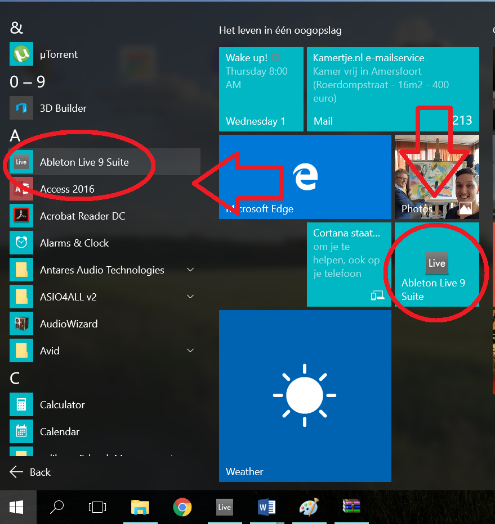 &
µTorrent
0 – 9
3D Builder
A
Live
Ableton Live 9 Suite
Access 2016
Acrobat Reader DC
Alarms & Clock
Antares Audio Technologies
ASIO4ALL v2
AudioWizard
Avid
C
Calculator
Calendar
Back
Het leven in één oogopslag
Wake up!
Thursday 8:00
AM
Wednesday 1
Kamertje.nl e-mailservice
Kamer vrij in Amersfoort
(Roerdompstraat - 16m2 - 400
euro)
Mail
213
Microsoft Edge
Photos
Cortana staat...
om je te
helpen, ook op
je telefoon
Live
Ableton Live 9
Suite
Weather
Live